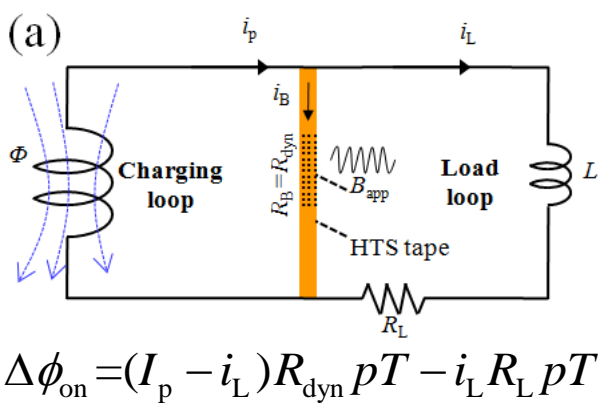 (a)
i_p
i_L
i_B
Φ
Charging loop
R_B = R_dyn
B_app
Load loop
L
HTS tape
R_L
Δϕ_on =(I_p − i_L)R_dyn pT − i_L R_L pT